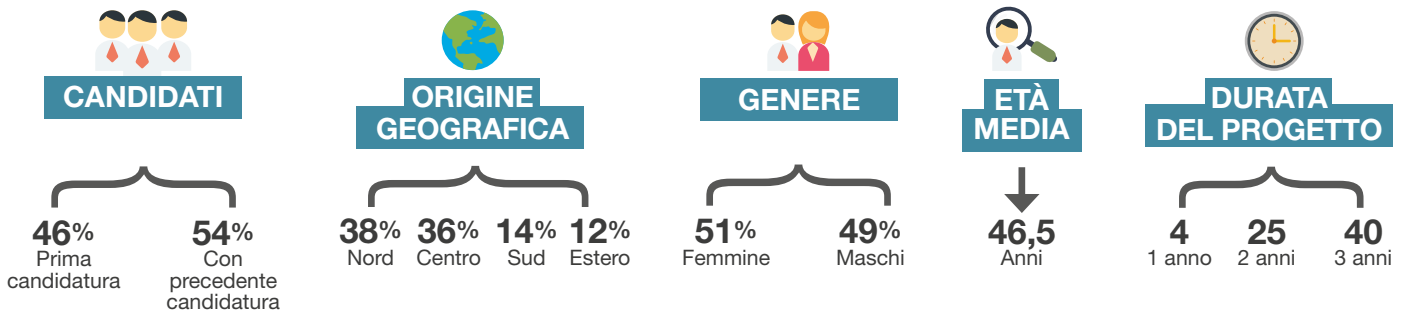 CANDIDATI
46%
Prima
candidatura
54%
Con
precedente
candidatura
ORIGINE
GEOGRAFICA
38%
Nord
36%
Centro
14%
Sud
12%
Estero
GENERE
51%
Femmine
49%
Maschi
ETÀ
MEDIA
46,5
Anni
DURATA
DEL PROGETTO
4
1 anno
25
2 anni
40
3 anni